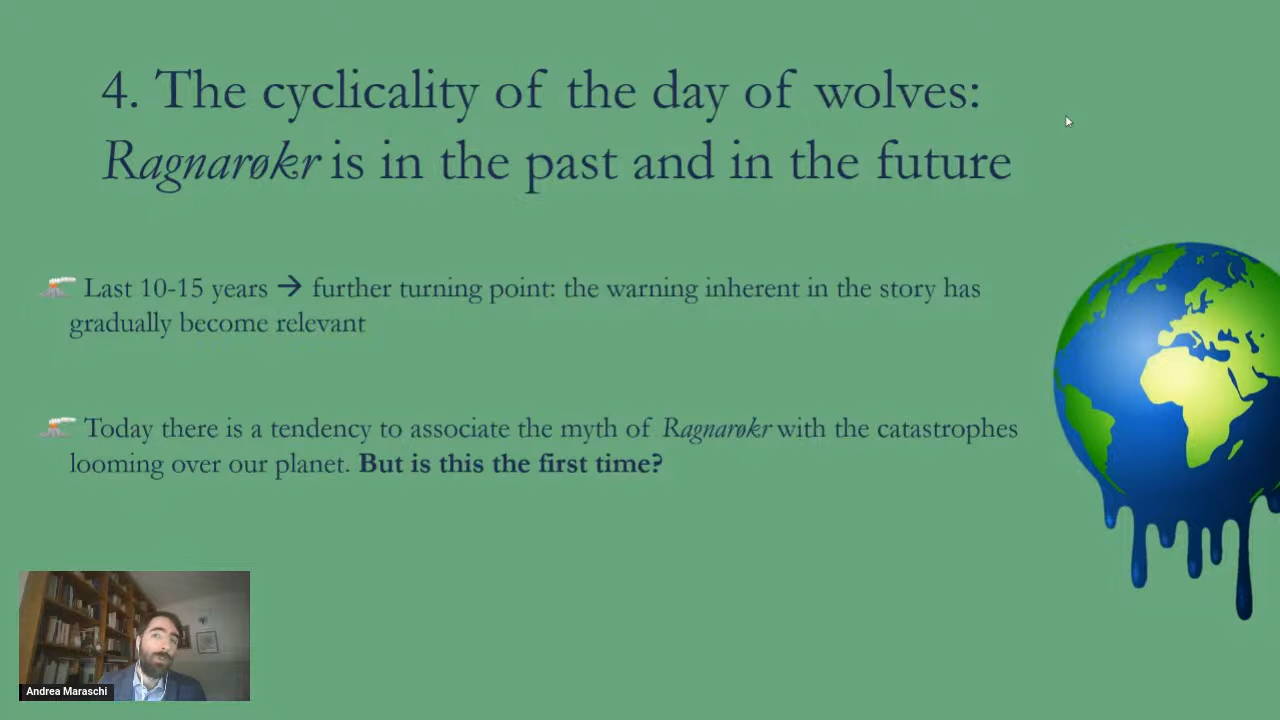 4. The cyclicality of the day of wolves:
Ragnarøkr is in the past and in the future
Last 10-15 years → further turning point: the warning inherent in the story has
gradually become relevant
Today there is a tendency to associate the myth of Ragnarøkr with the catastrophes
looming over our planet. But is this the first time?
Andrea Maraschi